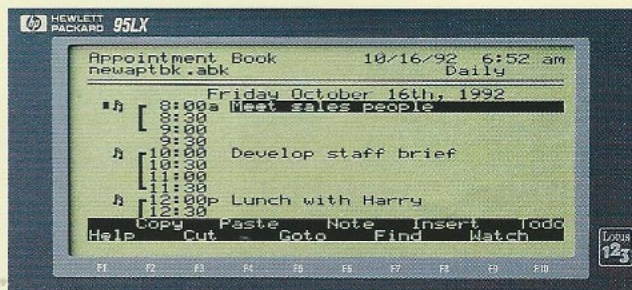 hp HEWLETT PACKARD 95LX
Appointment Book 10/16/92 6:52 am
newaptbk.abk Daily
Friday October 16th, 1992
8:00a Meet sales people
8:30
9:00
9:30
10:00 Develop staff brief
10:30
11:00
11:30
12:00p Lunch with Harry
12:30
Copy Paste Note Insert Todo
Help Cut Goto Find Watch
F1 F2 F3 F4 F5 F6 F7 F8 F9 F10
Lotus
123